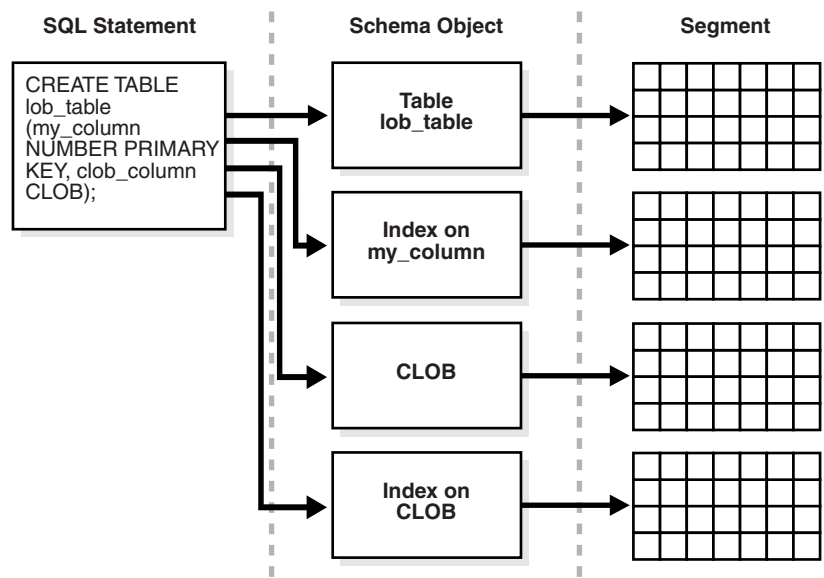 SQL Statement
Schema Object
Segment
CREATE TABLE
lob_table
(my_column
NUMBER PRIMARY
KEY, clob_column
CLOB);
Table
lob_table
Index on
my_column
CLOB
Index on
CLOB